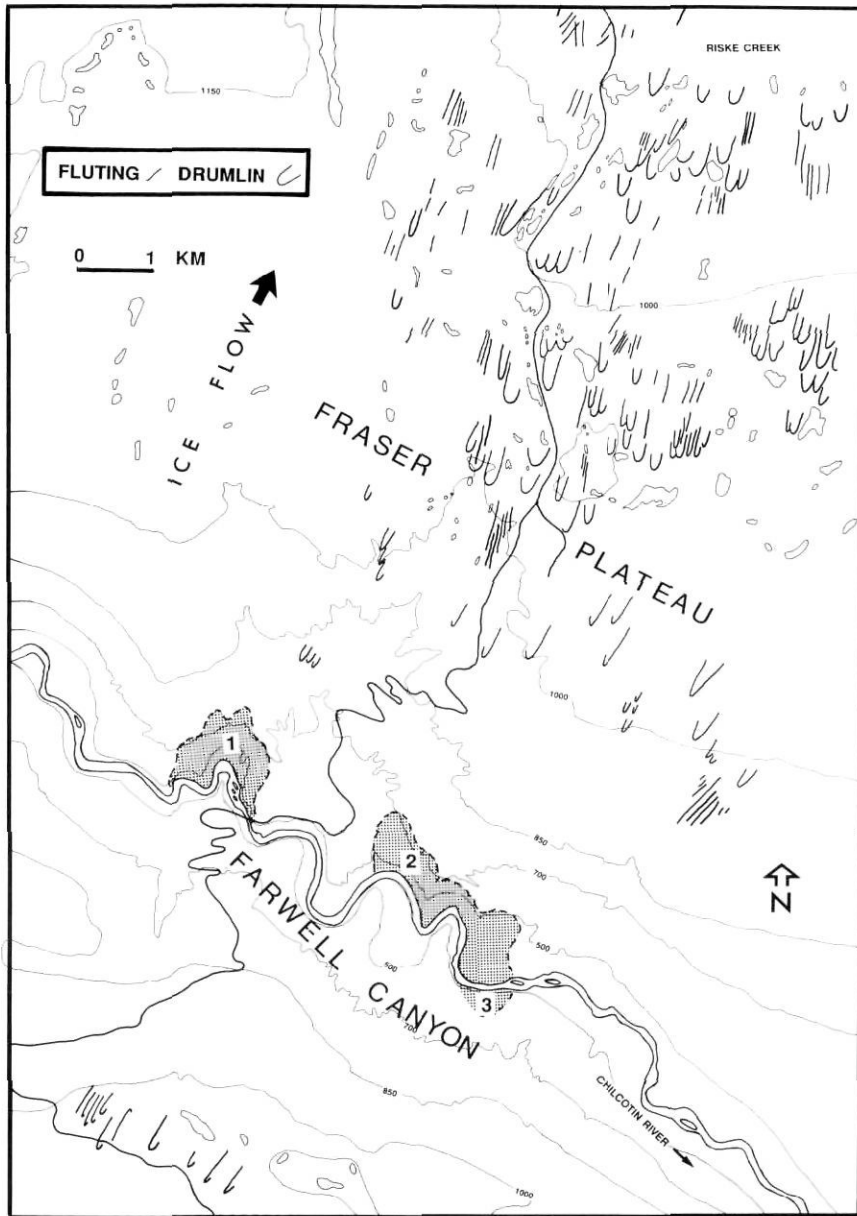 RISKE CREEK
1150
FLUTING DRUMLIN
0 1 KM
1000
ICE FLOW
FRASER
PLATEAU
1000
1
850
2
700
N
FARWELL CANYON
500
500
3
700
CHILCOTIN RIVER
850
1000